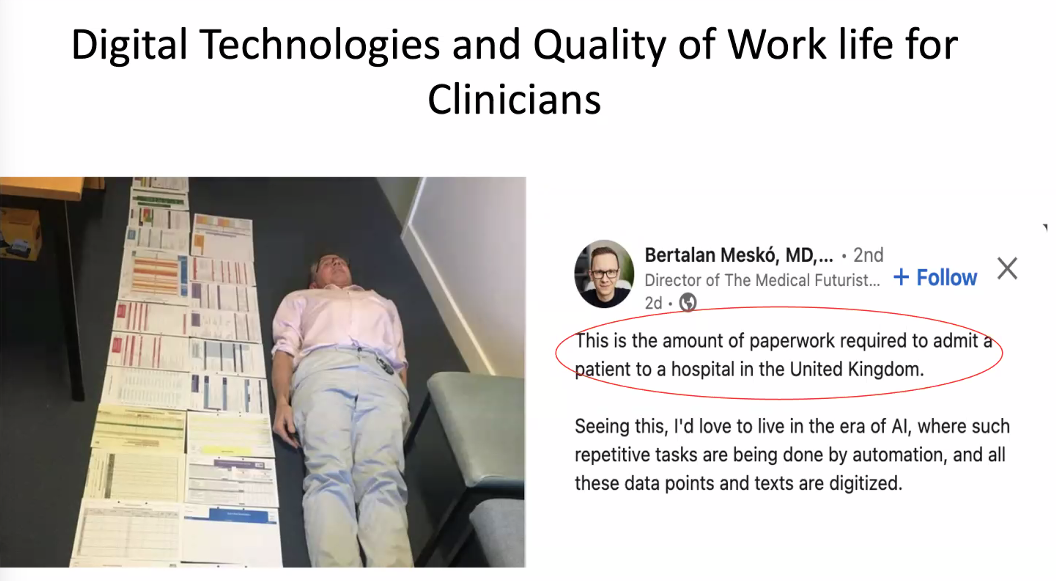 Digital Technologies and Quality of Work life for
Clinicians
Bertalan Meskó, MD,... • 2nd
Director of The Medical Futurist...
+ Follow
2d •
This is the amount of paperwork required to admit a
patient to a hospital in the United Kingdom.
Seeing this, I'd love to live in the era of AI, where such
repetitive tasks are being done by automation, and all
these data points and texts are digitized.